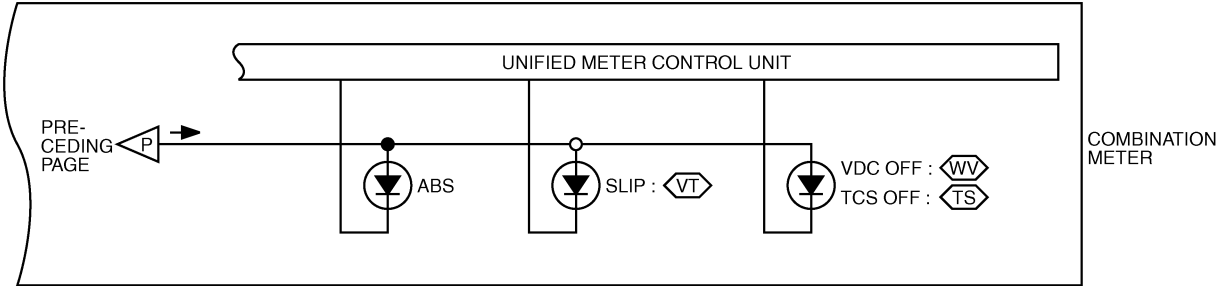 UNIFIED METER CONTROL UNIT
PRE-
CEDING
PAGE
P
ABS
SLIP : VT
VDC OFF : WV
TCS OFF : TS
COMBINATION
METER